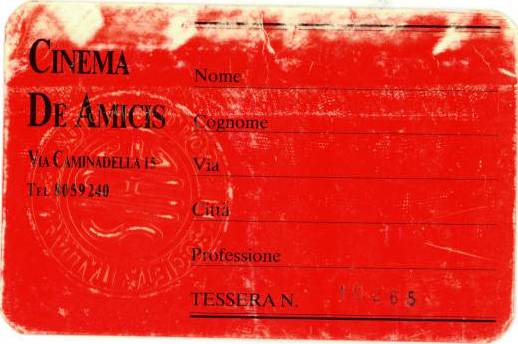 CINEMA
DE AMICIS
VIA CAMINADELLA 15
TEL 8059240
Nome
Cognome
Via
Città
Professione
TESSERA N.